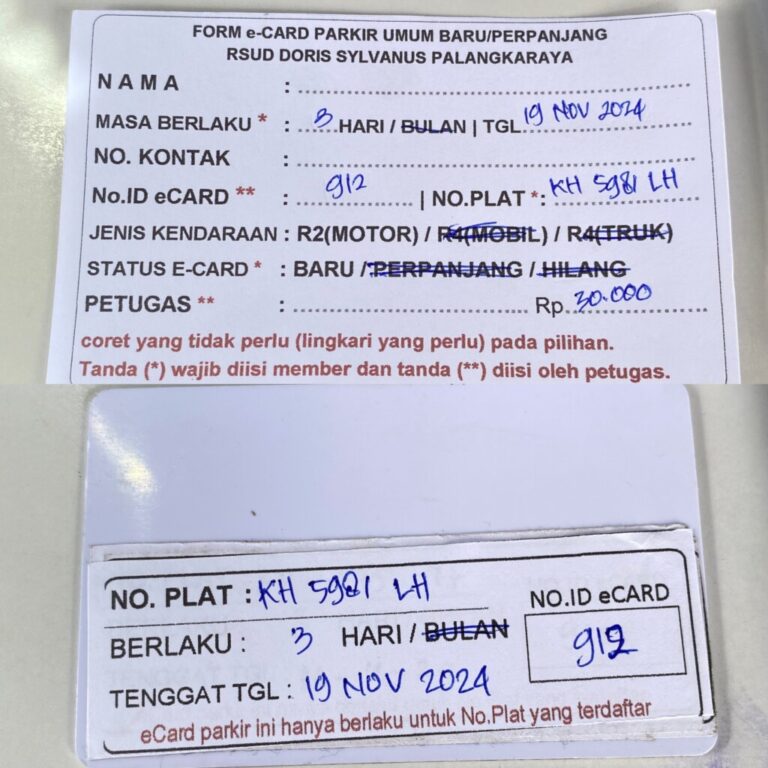 FORM e-CARD PARKIR UMUM BARU/PERPANJANG
RSUD DORIS SYLVANUS PALANGKARAYA
N A M A :
MASA BERLAKU * : 3 HARI / BULAN | TGL 19 NOV 2024
NO. KONTAK :
No.ID eCARD ** : 912 | NO.PLAT *: KH 5981 LH
JENIS KENDARAAN : R2(MOTOR) / R4(MOBIL) / R4(TRUK)
STATUS E-CARD * : BARU / PERPANJANG / HILANG
PETUGAS ** : Rp. 30.000
coret yang tidak perlu (lingkari yang perlu) pada pilihan.
Tanda (*) wajib diisi member dan tanda (**) diisi oleh petugas.
NO. PLAT : KH 5981 LH
NO.ID eCARD
BERLAKU : 3 HARI / BULAN
912
TENGGAT TGL : 19 NOV 2024
eCard parkir ini hanya berlaku untuk No.Plat yang terdaftar